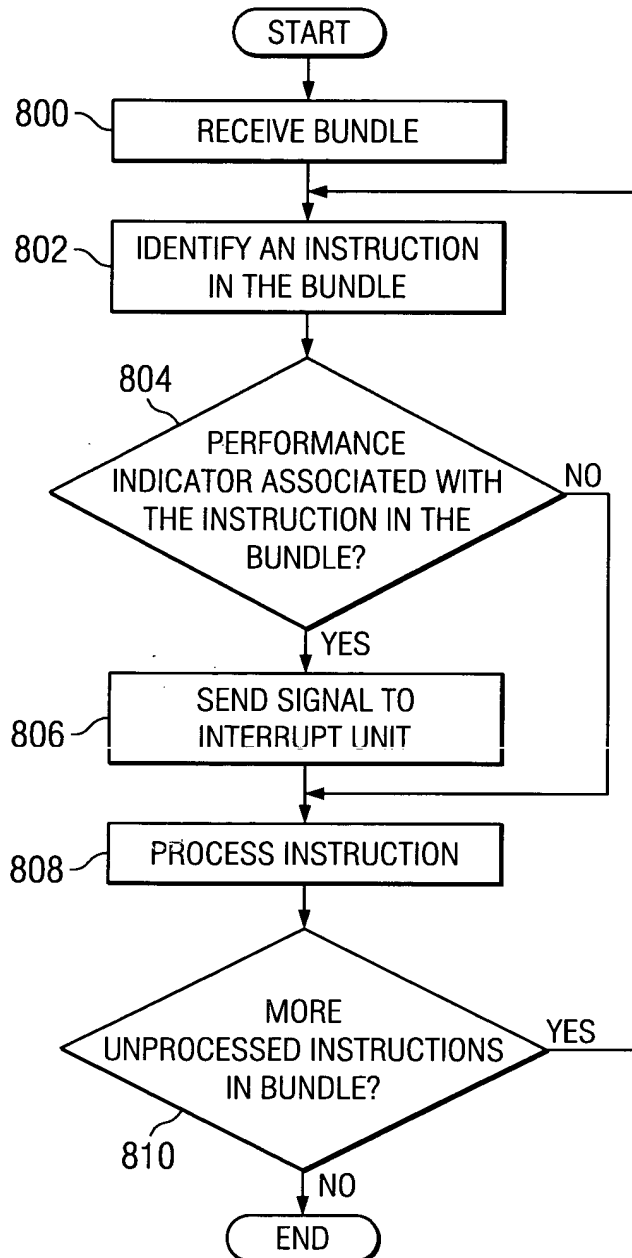 START
800
RECEIVE BUNDLE
802
IDENTIFY AN INSTRUCTION
IN THE BUNDLE
804
PERFORMANCE
INDICATOR ASSOCIATED WITH
THE INSTRUCTION IN THE
BUNDLE?
NO
YES
806
SEND SIGNAL TO
INTERRUPT UNIT
808
PROCESS INSTRUCTION
MORE
UNPROCESSED INSTRUCTIONS
IN BUNDLE?
YES
810
NO
END